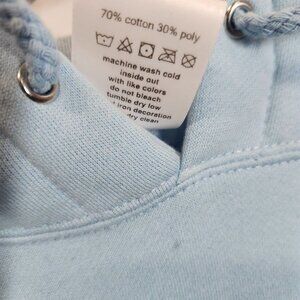 70% cotton 30% poly
machine wash cold
inside out
with like colors
do not bleach
tumble dry low
iron decoration
dry clean